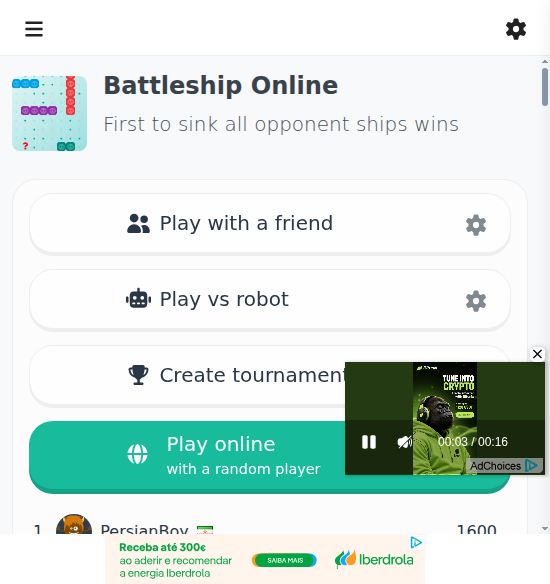 Battleship Online
First to sink all opponent ships wins
Play with a friend
Play vs robot
Create tournament
TUNE INTO
CRYPTO
00:03 / 00:16
AdChoices
Play online
with a random player
1 PersianBoy 1600
Receba até 300€
ao aderir e recomendar
a energia Iberdrola
SAIBA MAIS
Iberdrola